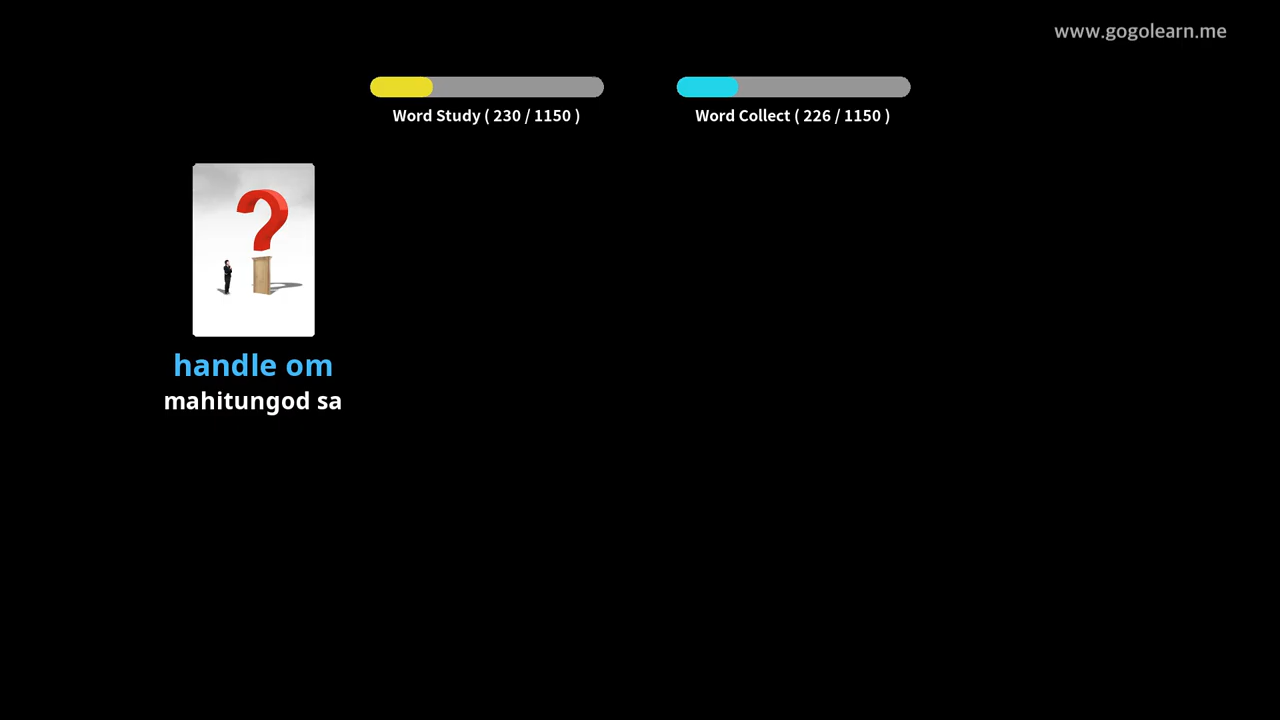 www.gogolearn.me
Word Study ( 230 / 1150 )
Word Collect ( 226 / 1150 )
handle om
mahitungod sa